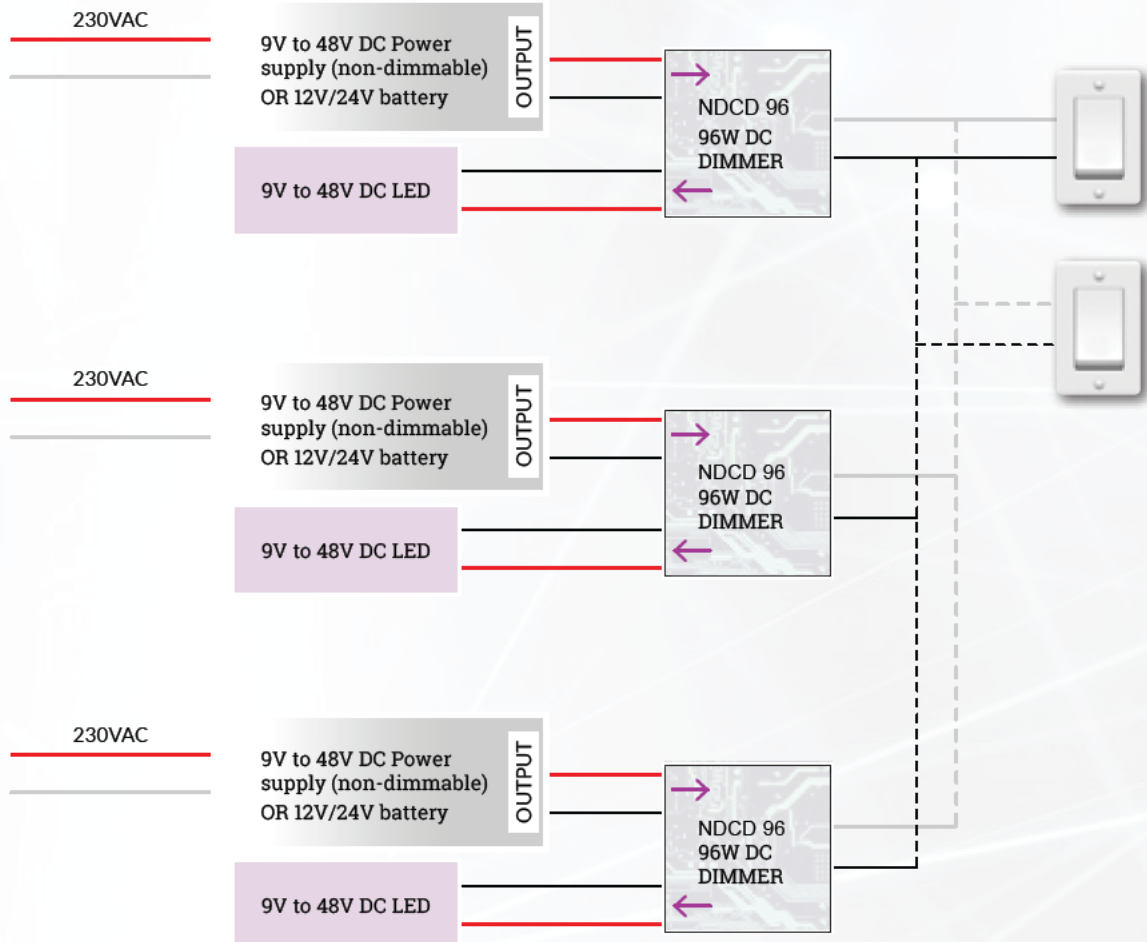 230VAC
9V to 48V DC Power
supply (non-dimmable)
OR 12V/24V battery
OUTPUT
NDCD 96
96W DC
DIMMER
9V to 48V DC LED
230VAC
9V to 48V DC Power
supply (non-dimmable)
OR 12V/24V battery
OUTPUT
NDCD 96
96W DC
DIMMER
9V to 48V DC LED
230VAC
9V to 48V DC Power
supply (non-dimmable)
OR 12V/24V battery
OUTPUT
NDCD 96
96W DC
DIMMER
9V to 48V DC LED